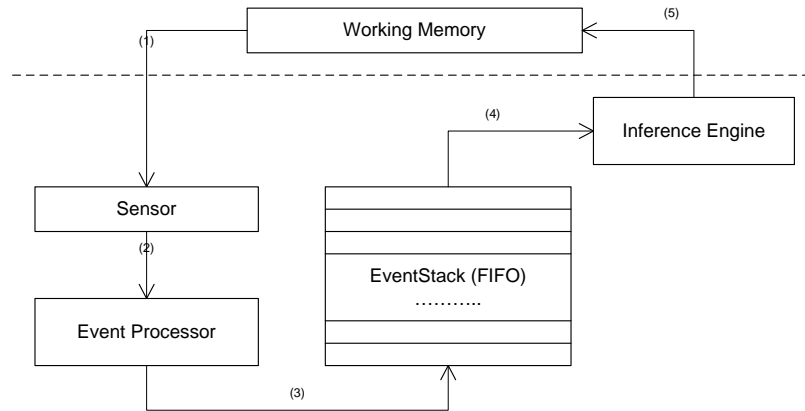 (5)
Working Memory
(1)
(4)
Inference Engine
Sensor
(2)
EventStack (FIFO)
………..
Event Processor
(3)